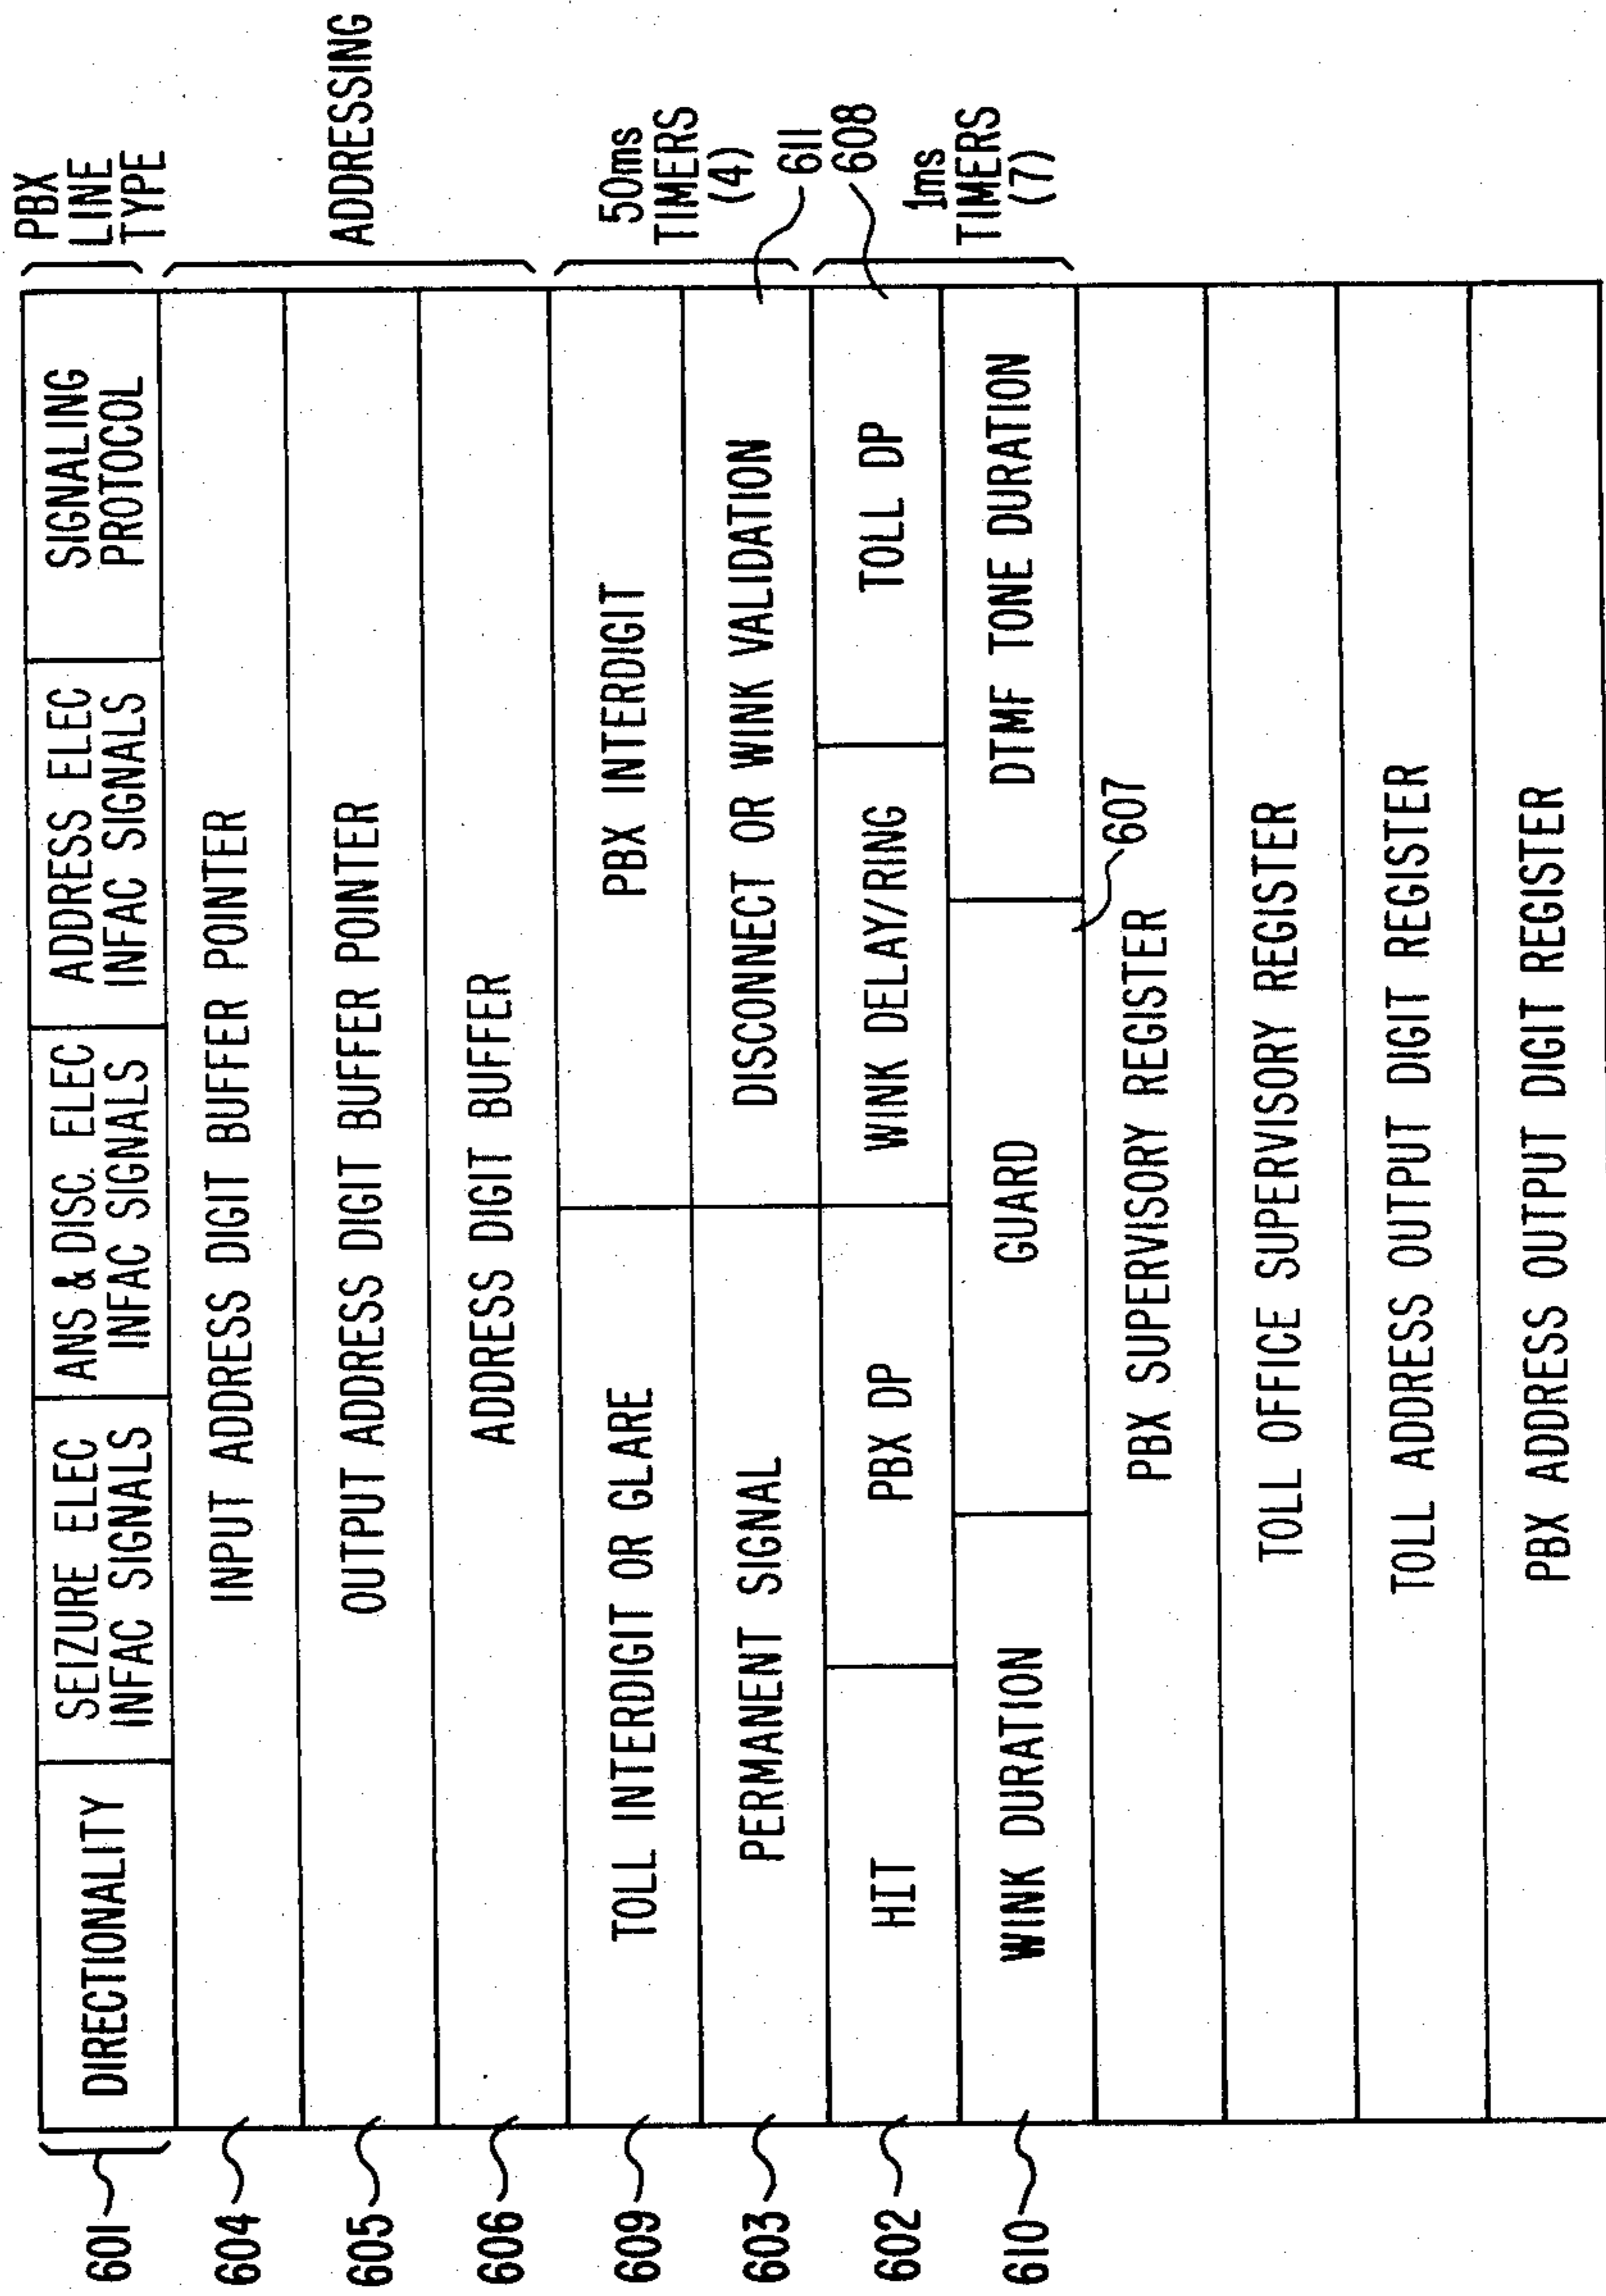 601
DIRECTIONALITY
SEIZURE ELEC
INFAC SIGNALS
ANS & DISC. ELEC
INFAC SIGNALS
ADDRESS ELEC
INFAC SIGNALS
SIGNALING
PROTOCOL
PBX
LINE
TYPE
604
INPUT ADDRESS DIGIT BUFFER POINTER
605
OUTPUT ADDRESS DIGIT BUFFER POINTER
ADDRESSING
606
ADDRESS DIGIT BUFFER
609
TOLL INTERDIGIT OR GLARE
PBX INTERDIGIT
50ms
TIMERS
(4)
603
PERMANENT SIGNAL
DISCONNECT OR WINK VALIDATION
611
602
HIT
PBX DP
WINK DELAY/RING
TOLL DP
608
610
WINK DURATION
GUARD
DTMF TONE DURATION
1ms
TIMERS
(7)
607
PBX SUPERVISORY REGISTER
TOLL OFFICE SUPERVISORY REGISTER
TOLL ADDRESS OUTPUT DIGIT REGISTER
PBX ADDRESS OUTPUT DIGIT REGISTER